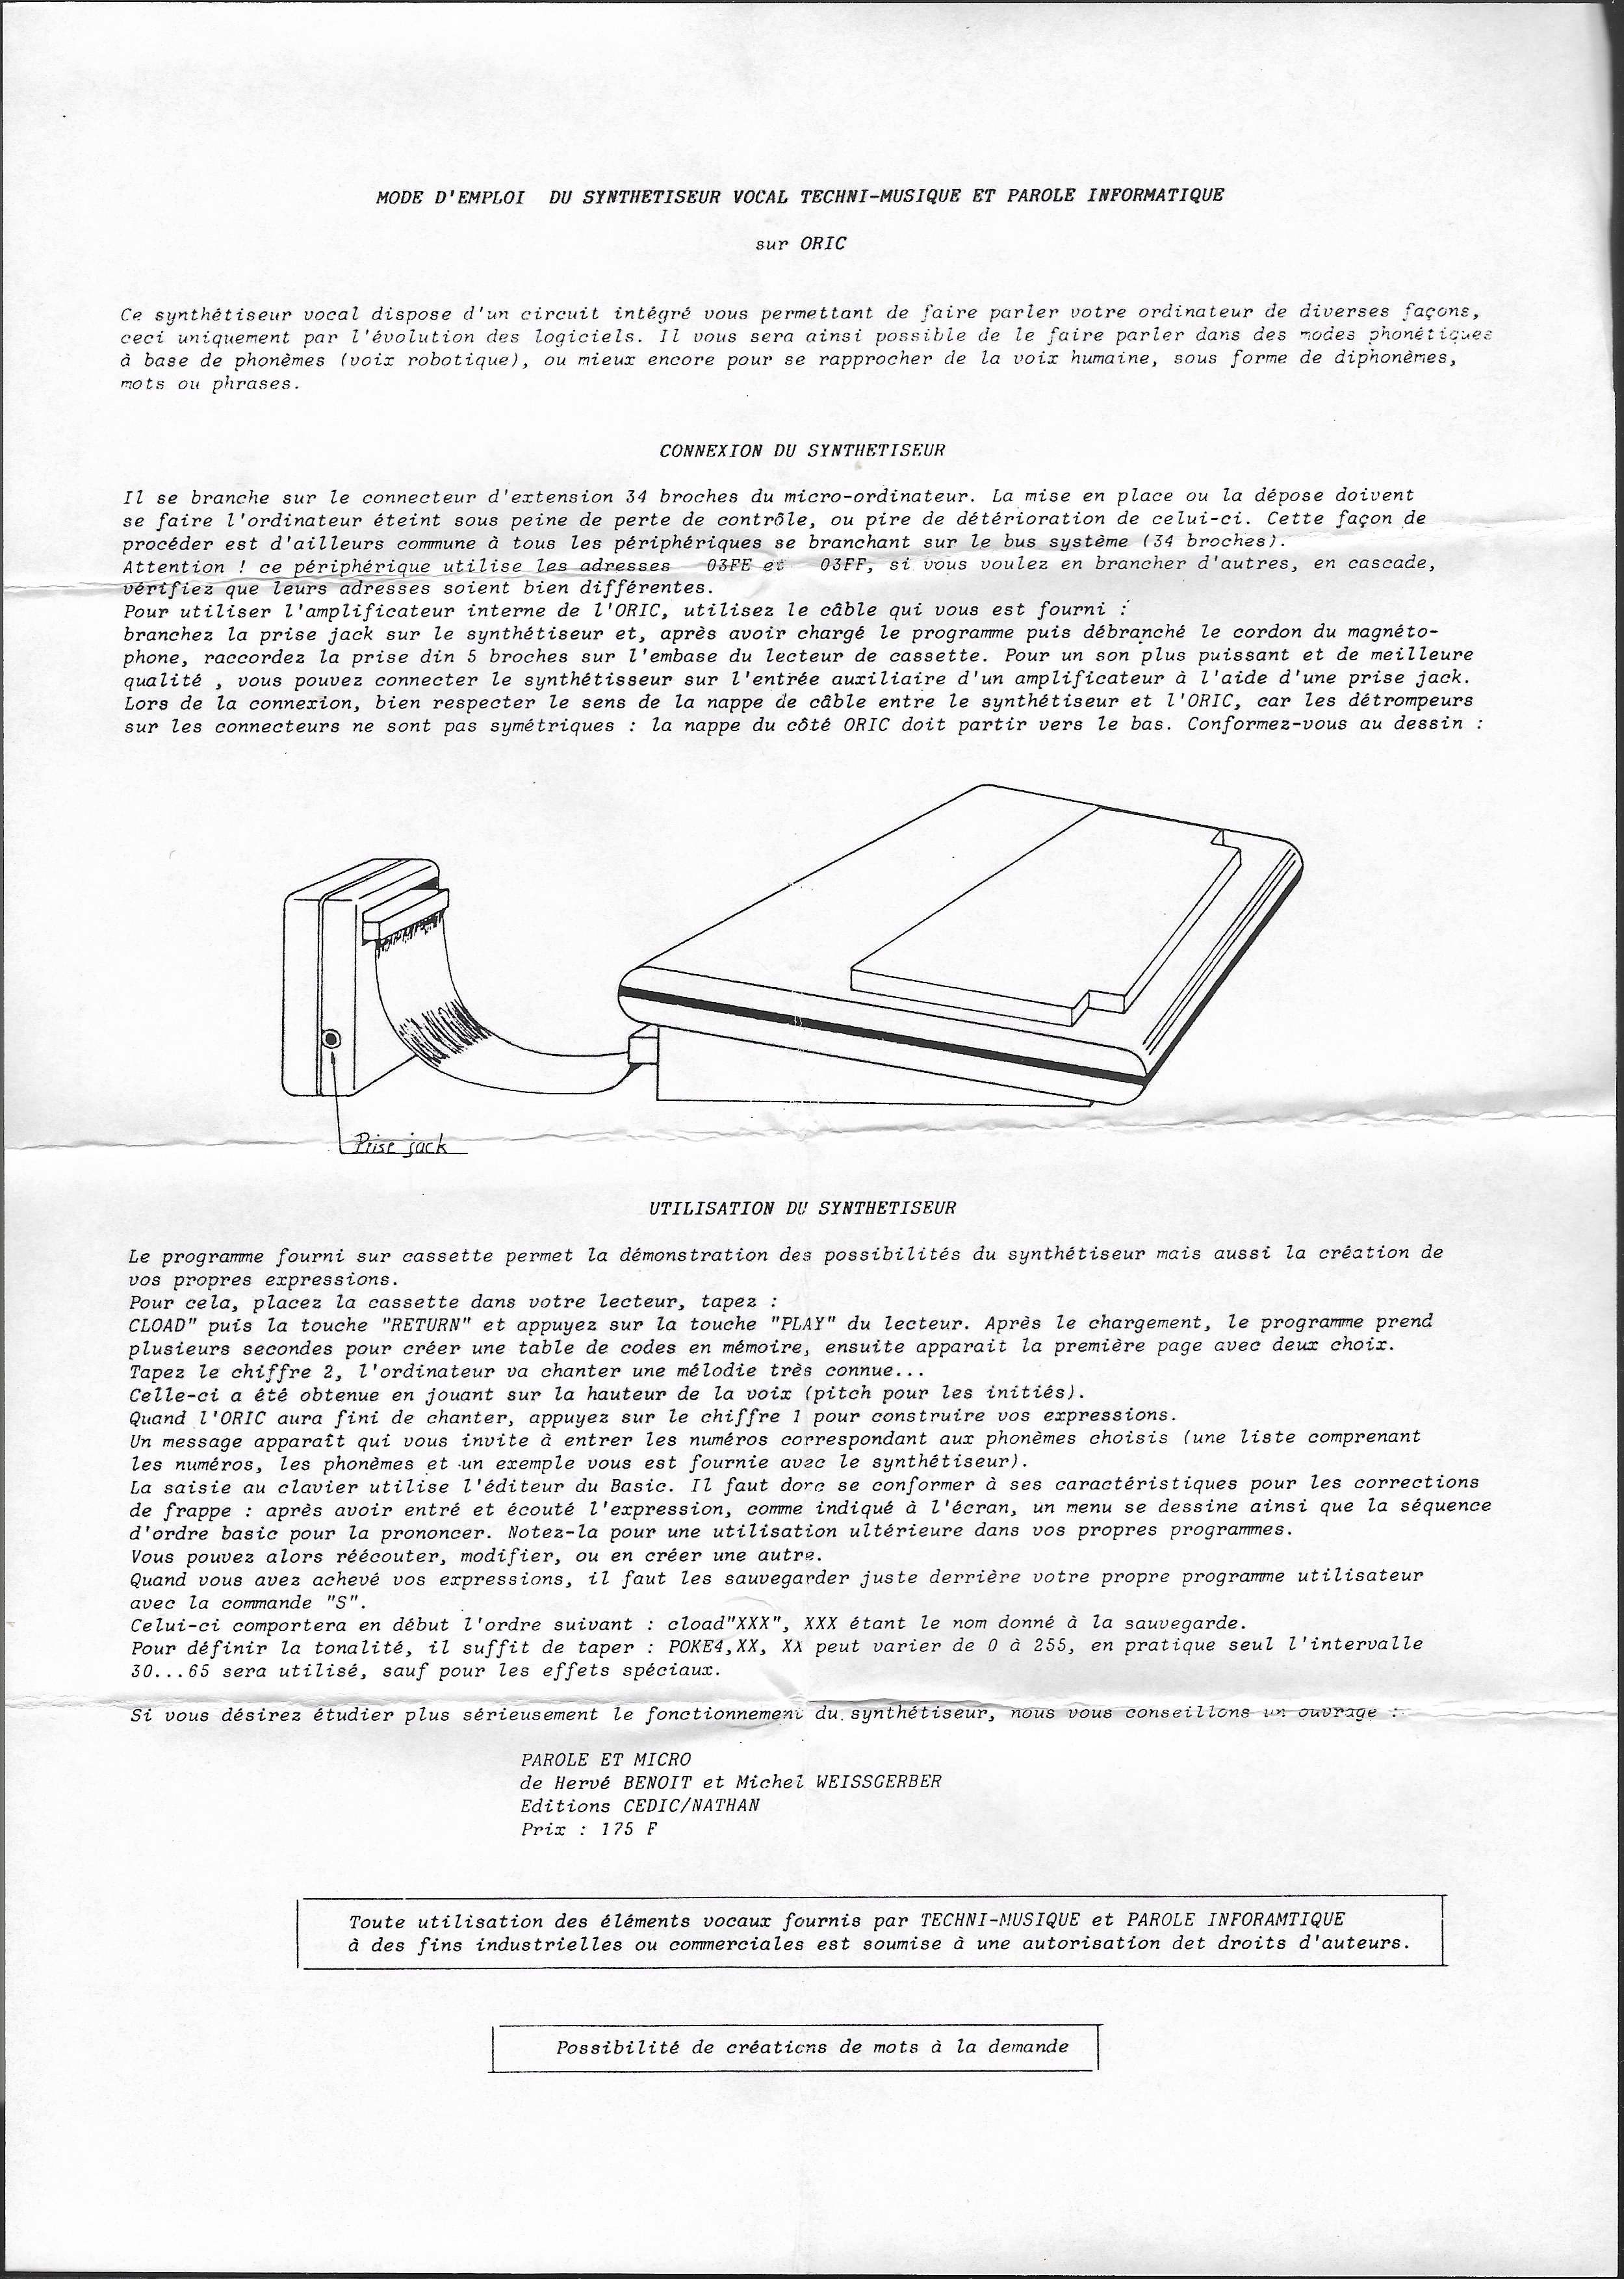 MODE D'EMPLOI DU SYNTHETISEUR VOCAL TECHNI-MUSIQUE ET PAROLE INFORMATIQUE
sur ORIC
Ce synthétiseur vocal dispose d'un circuit intégré vous permettant de faire parler votre ordinateur de diverses façons,
ceci uniquement par l'évolution des logiciels. Il vous sera ainsi possible de le faire parler dans des modes phonétiques
à base de phonèmes (voix robotique), ou mieux encore pour se rapprocher de la voix humaine, sous forme de diphonèmes,
mots ou phrases.
CONNEXION DU SYNTHETISEUR
Il se branche sur le connecteur d'extension 34 broches du micro-ordinateur. La mise en place ou la dépose doivent
se faire l'ordinateur éteint sous peine de perte de contrôle, ou pire de détérioration de celui-ci. Cette façon de
procéder est d'ailleurs commune à tous les périphériques se branchant sur le bus système (34 broches).
Attention ! ce périphérique utilise les adresses 03FE et 03FF, si vous voulez en brancher d'autres, en cascade,
vérifiez que leurs adresses soient bien différentes.
Pour utiliser l'amplificateur interne de l'ORIC, utilisez le câble qui vous est fourni :
branchez la prise jack sur le synthétiseur et, après avoir chargé le programme puis débranché le cordon du magnéto-
phone, raccordez la prise din 5 broches sur l'embase du lecteur de cassette. Pour un son plus puissant et de meilleure
qualité , vous pouvez connecter le synthétisseur sur l'entrée auxiliaire d'un amplificateur à l'aide d'une prise jack.
Lors de la connexion, bien respecter le sens de la nappe de câble entre le synthétiseur et l'ORIC, car les détrompeurs
sur les connecteurs ne sont pas symétriques : la nappe du côté ORIC doit partir vers le bas. Conformez-vous au dessin :
Prise jack
UTILISATION DU SYNTHETISEUR
Le programme fourni sur cassette permet la démonstration des possibilités du synthétiseur mais aussi la création de
vos propres expressions.
Pour cela, placez la cassette dans votre lecteur, tapez :
CLOAD" puis la touche "RETURN" et appuyez sur la touche "PLAY" du lecteur. Après le chargement, le programme prend
plusieurs secondes pour créer une table de codes en mémoire, ensuite apparait la première page avec deux choix.
Tapez le chiffre 2, l'ordinateur va chanter une mélodie très connue...
Celle-ci a été obtenue en jouant sur la hauteur de la voix (pitch pour les initiés).
Quand l'ORIC aura fini de chanter, appuyez sur le chiffre 1 pour construire vos expressions.
Un message apparaît qui vous invite à entrer les numéros correspondant aux phonèmes choisis (une liste comprenant
les numéros, les phonèmes et un exemple vous est fournie avec le synthétiseur).
La saisie au clavier utilise l'éditeur du Basic. Il faut donc se conformer à ses caractéristiques pour les corrections
de frappe : après avoir entré et écouté l'expression, comme indiqué à l'écran, un menu se dessine ainsi que la séquence
d'ordre basic pour la prononcer. Notez-la pour une utilisation ultérieure dans vos propres programmes.
Vous pouvez alors réécouter, modifier, ou en créer une autre.
Quand vous avez achevé vos expressions, il faut les sauvegarder juste derrière votre propre programme utilisateur
avec la commande "S".
Celui-ci comportera en début l'ordre suivant : cload"XXX", XXX étant le nom donné à la sauvegarde.
Pour définir la tonalité, il suffit de taper : POKE4,XX, XX peut varier de 0 à 255, en pratique seul l'intervalle
30...65 sera utilisé, sauf pour les effets spéciaux.
Si vous désirez étudier plus sérieusement le fonctionnement du synthétiseur, nous vous conseillons un ouvrage :
PAROLE ET MICRO
de Hervé BENOIT et Michel WEISSGERBER
Editions CEDIC/NATHAN
Prix : 175 F
Toute utilisation des éléments vocaux fournis par TECHNI-MUSIQUE et PAROLE INFORAMTIQUE
à des fins industrielles ou commerciales est soumise à une autorisation det droits d'auteurs.
Possibilité de créations de mots à la demande